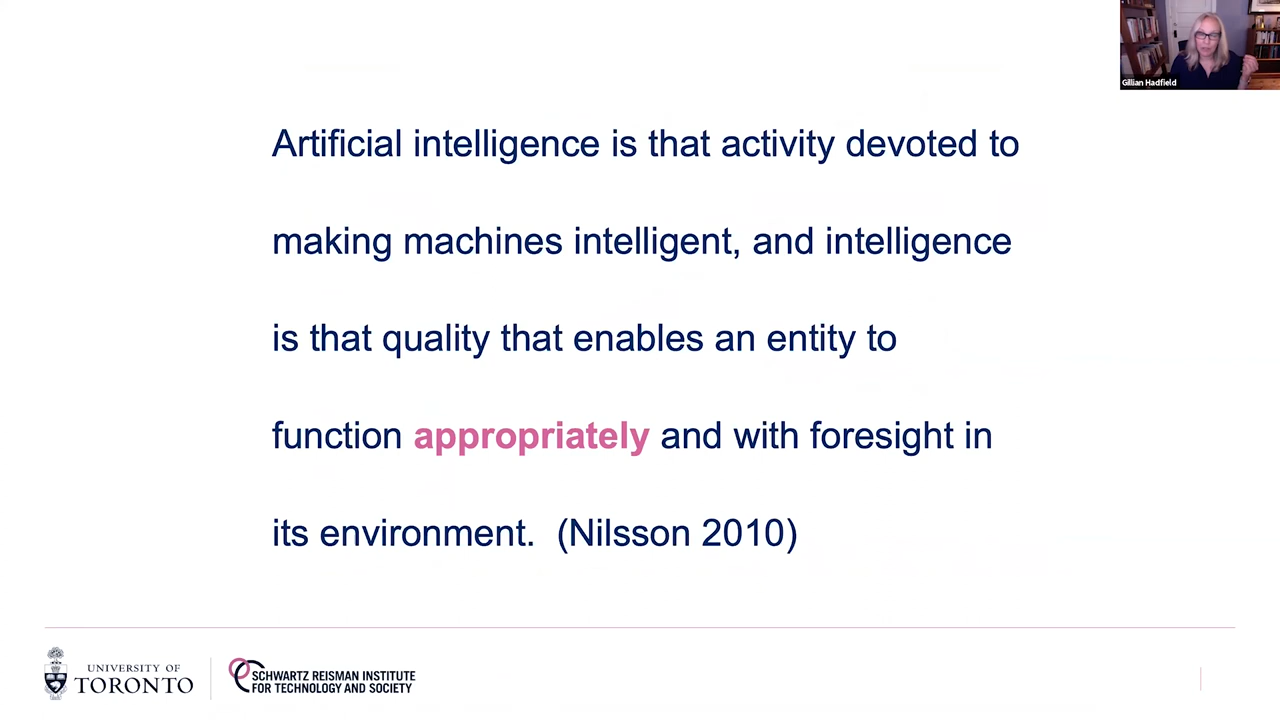 Gillian Hadfield
Artificial intelligence is that activity devoted to
making machines intelligent, and intelligence
is that quality that enables an entity to
function appropriately and with foresight in
its environment.  (Nilsson 2010)
UNIVERSITY OF
TORONTO
SCHWARTZ REISMAN INSTITUTE
FOR TECHNOLOGY AND SOCIETY